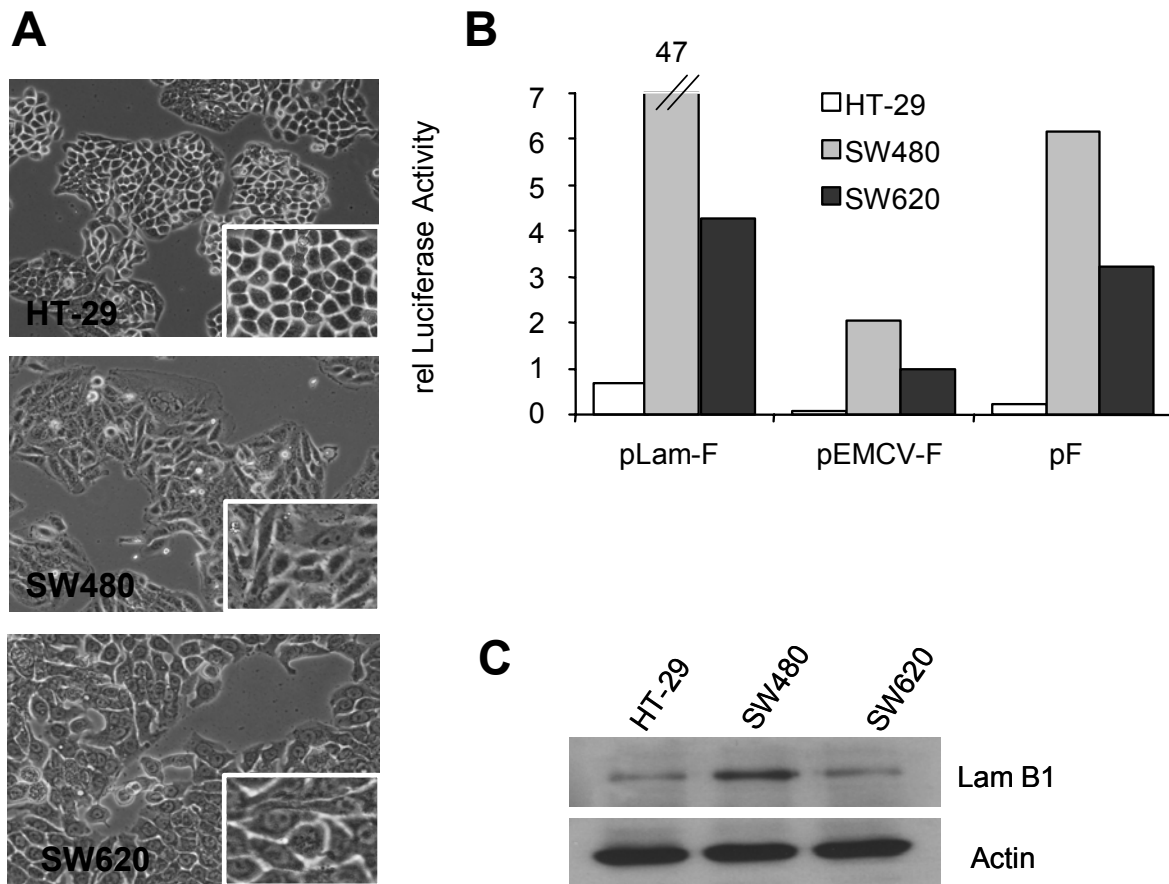 A
HT-29
SW480
SW620
B
47
rel Luciferase Activity
7
6
5
4
3
2
1
0
HT-29
SW480
SW620
pLam-F
pEMCV-F
pF
C
HT-29
SW480
SW620
Lam B1
Actin